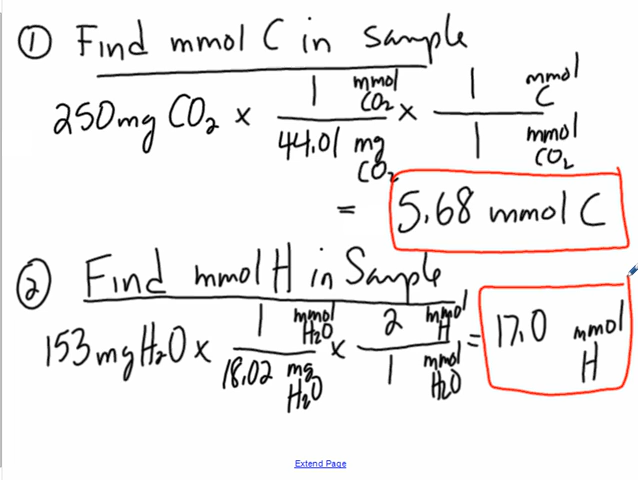 ① Find mmol C in sample
250mg CO₂ × 1 mmol CO₂ / 44.01 mg CO₂ × 1 mmol C / 1 mmol CO₂
= 5.68 mmol C
② Find mmol H in Sample
153mg H₂O × 1 mmol H₂O / 18.02 mg H₂O × 2 mmol H / 1 mmol H₂O = 17.0 mmol H
Extend Page